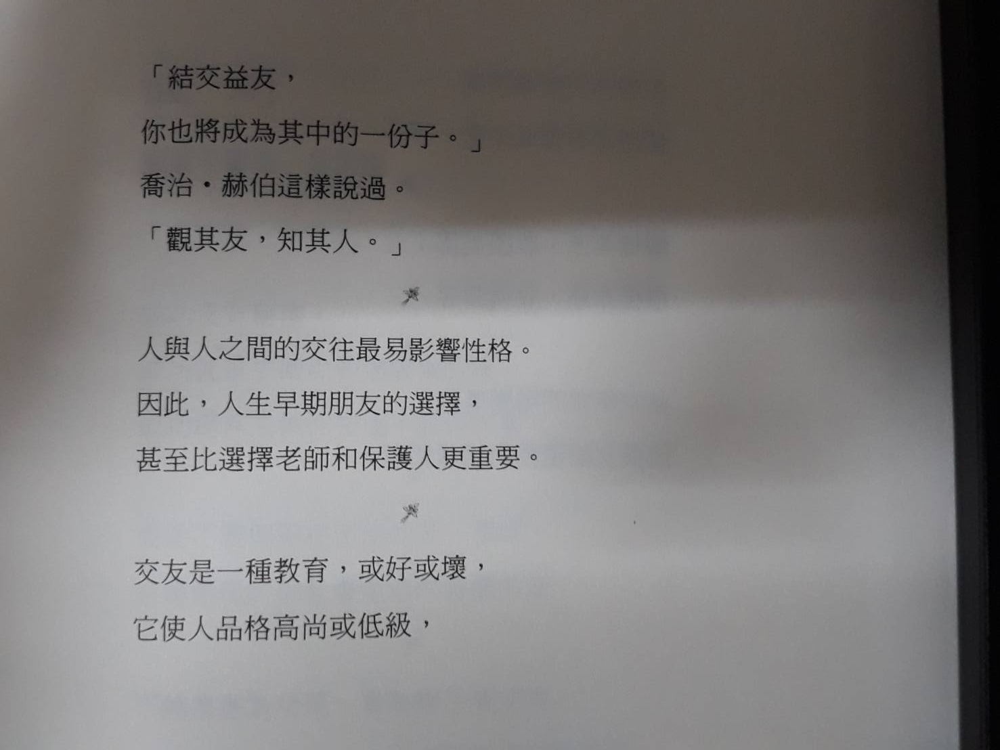 「結交益友，
你也將成為其中的一份子。」
喬治・赫伯這樣說過。
「觀其友，知其人。」
人與人之間的交往最易影響性格。
因此，人生早期朋友的選擇，
甚至比選擇老師和保護人更重要。
交友是一種教育，或好或壞，
它使人品格高尚或低級，